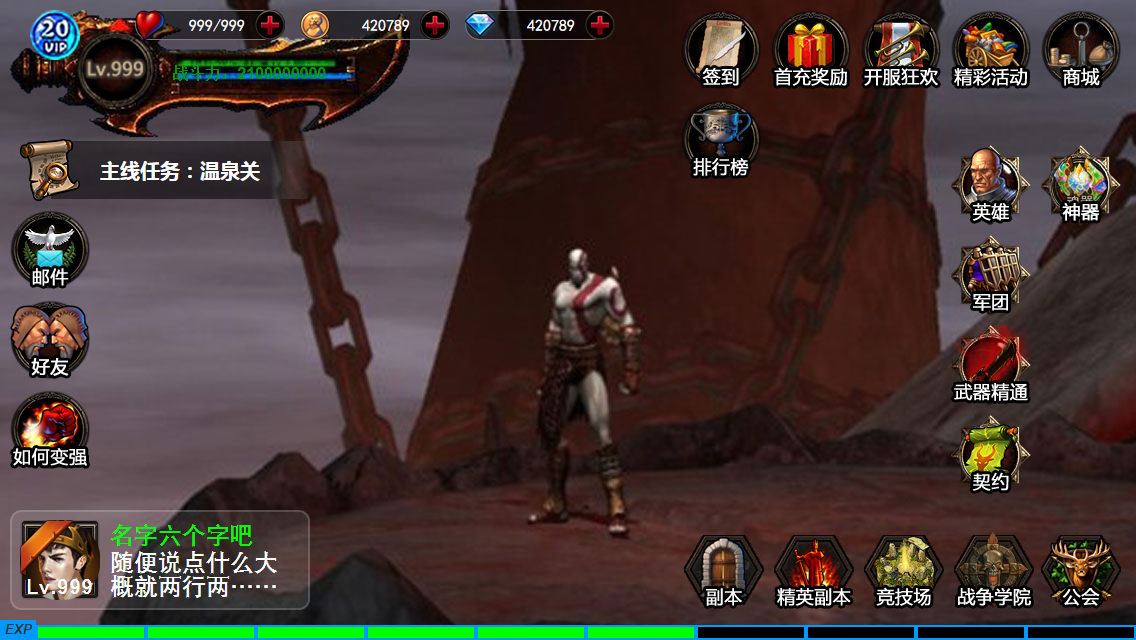 20
VIP
999/999
420789
420789
Lv.999
战斗力 2100000000
签到
首充奖励
开服狂欢
精彩活动
商城
排行榜
主线任务：温泉关
英雄
神器
邮件
军团
好友
武器精通
如何变强
契约
Lv.999
名字六个字吧
随便说点什么大
概就两行两······
副本
精英副本
竞技场
战争学院
公会
EXP